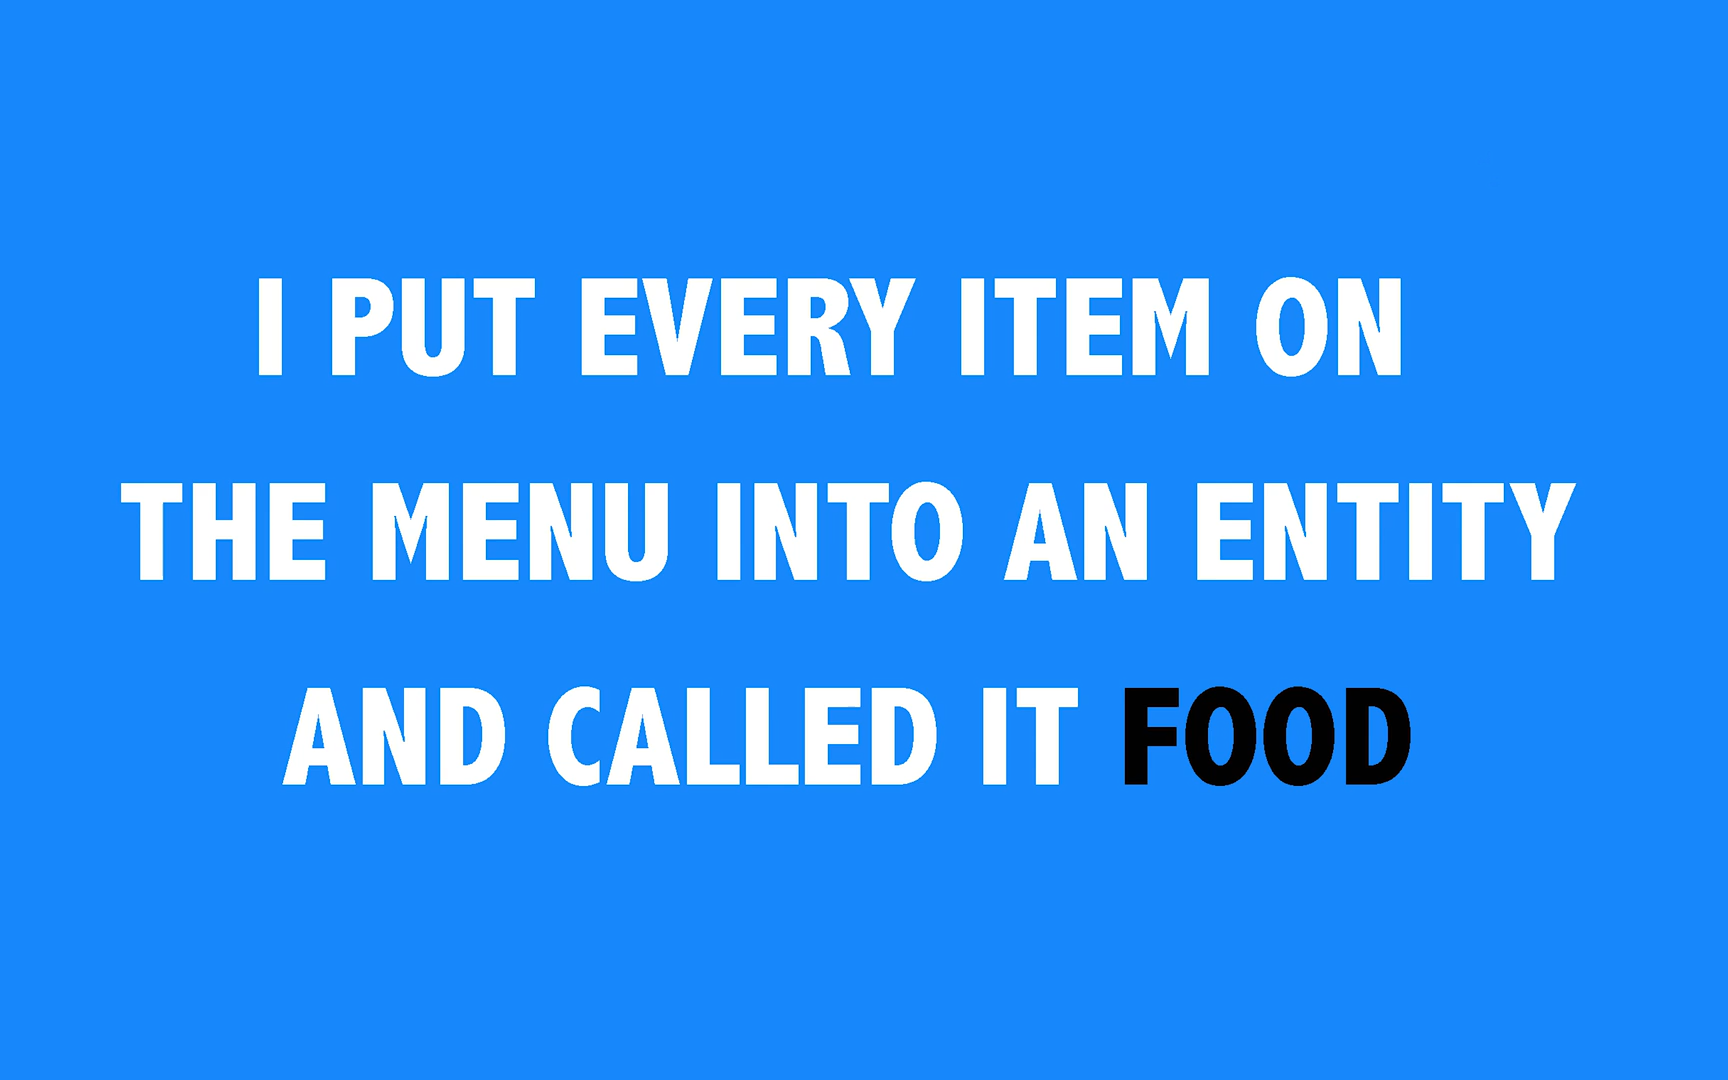 I PUT EVERY ITEM ON
THE MENU INTO AN ENTITY
AND CALLED IT FOOD